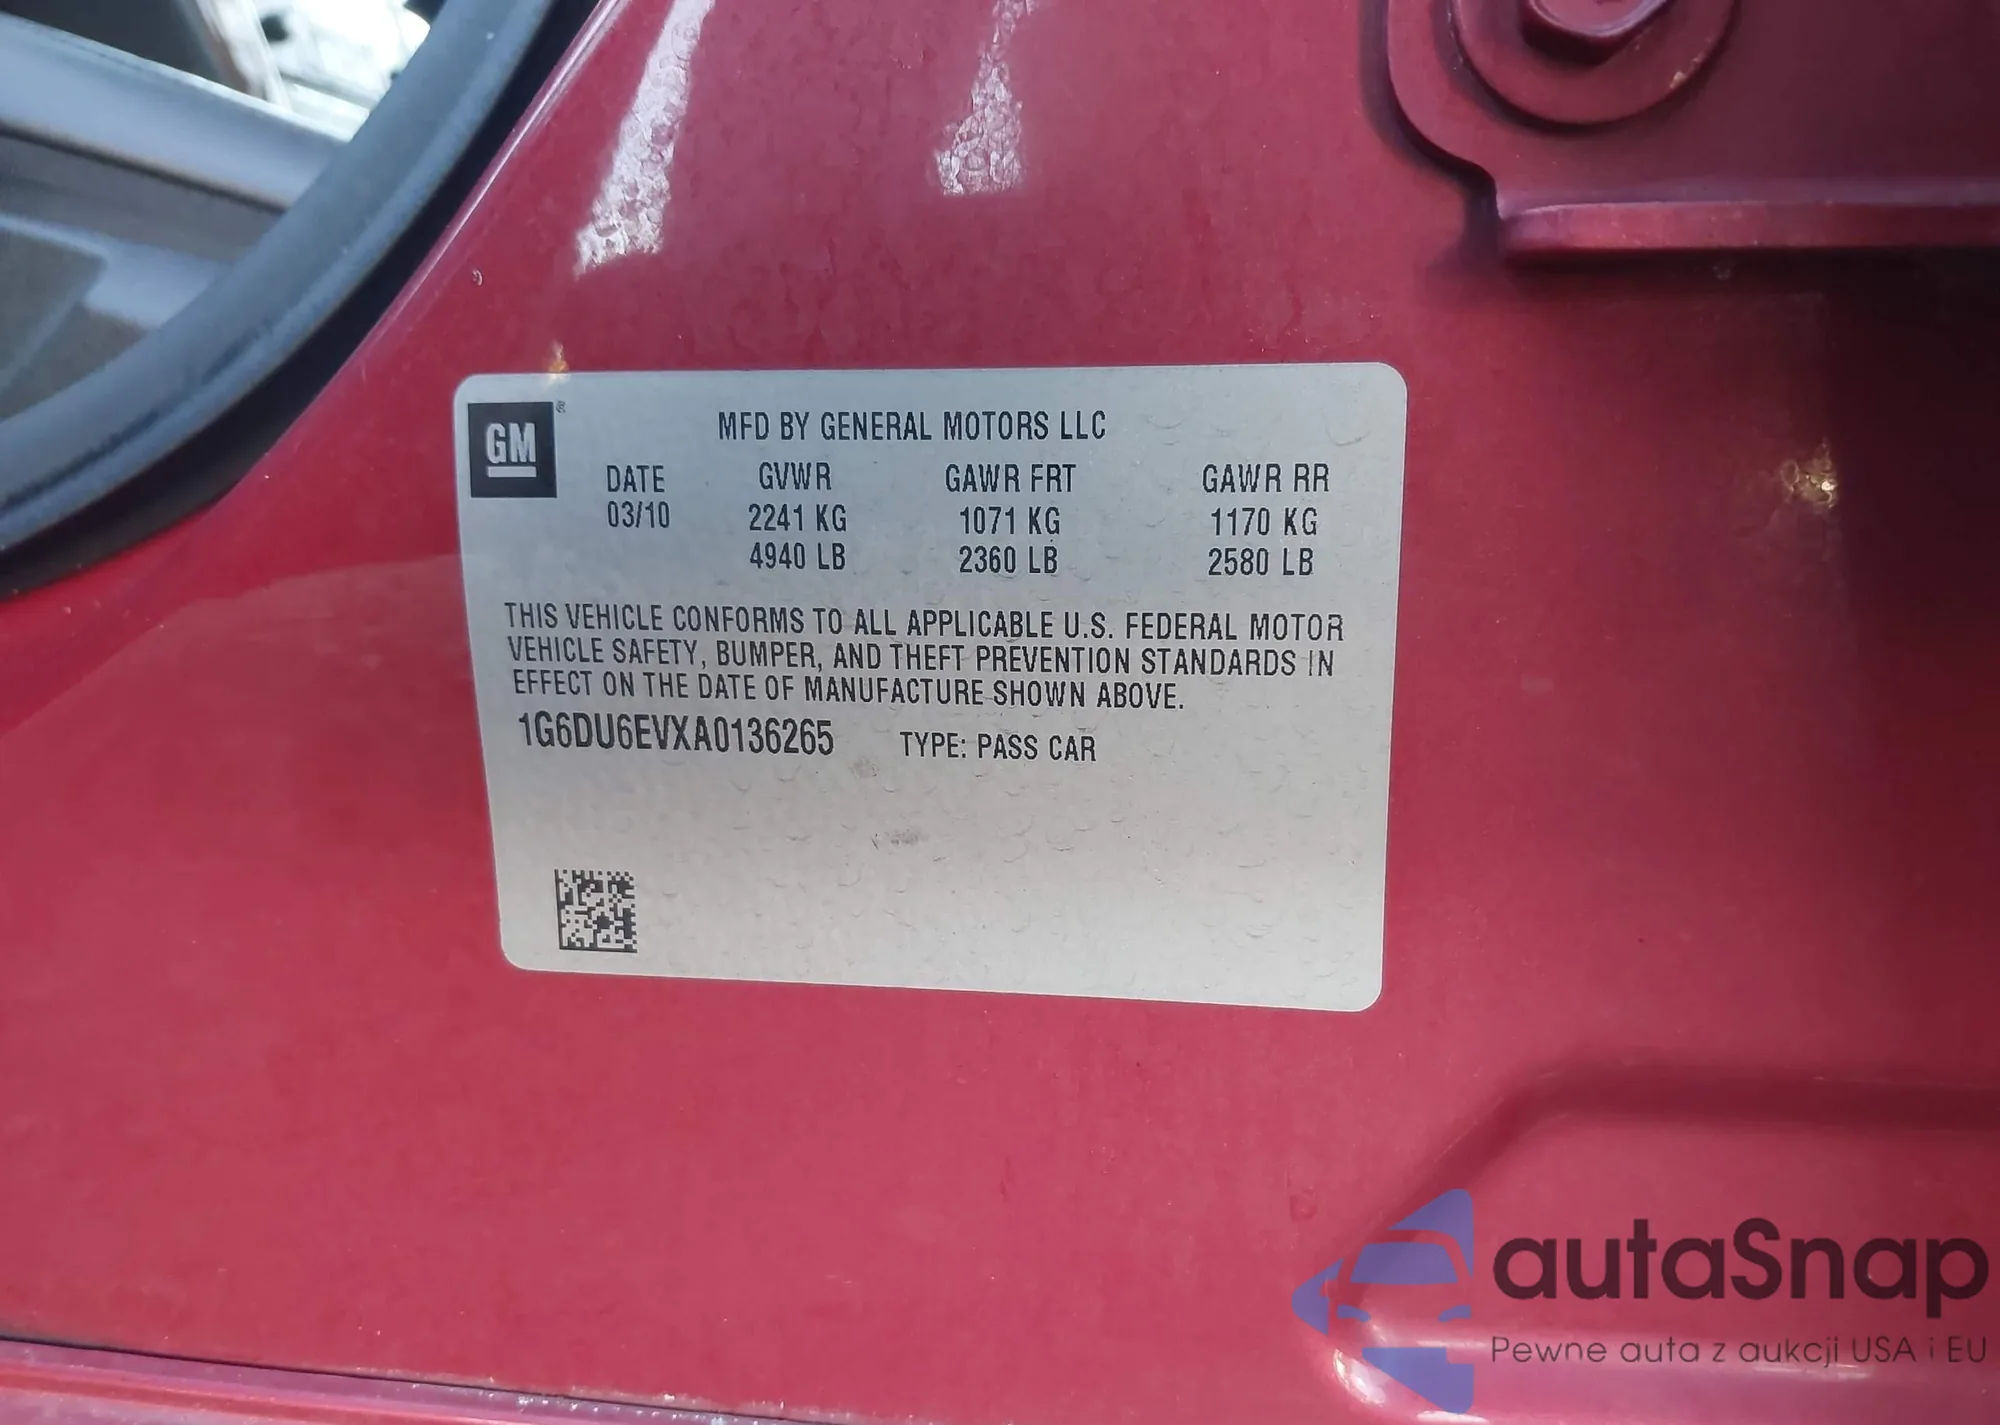 GM
MFD BY GENERAL MOTORS LLC
DATE GVWR GAWR FRT GAWR RR
03/10 2241 KG 1071 KG 1170 KG
4940 LB 2360 LB 2580 LB
THIS VEHICLE CONFORMS TO ALL APPLICABLE U.S. FEDERAL MOTOR
VEHICLE SAFETY, BUMPER, AND THEFT PREVENTION STANDARDS IN
EFFECT ON THE DATE OF MANUFACTURE SHOWN ABOVE.
1G6DU6EVXA0136265 TYPE: PASS CAR
autaSnap
Pewne auta z aukcji USA i EU